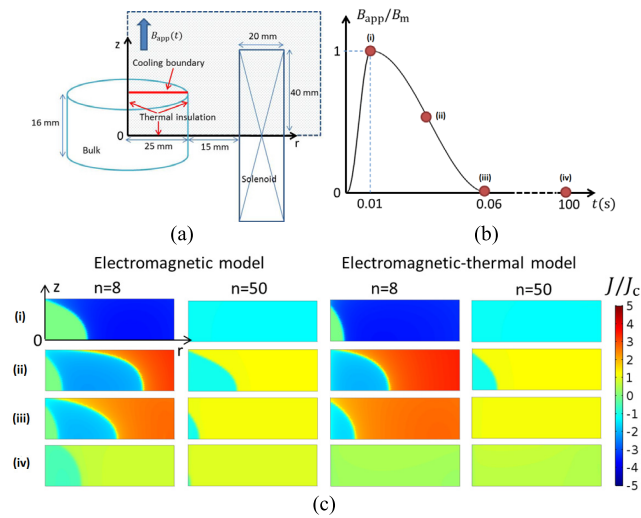 z
B_app(t)
Cooling boundary
20 mm
40 mm
16 mm
Thermal insulation
0
r
25 mm
15 mm
Bulk
Solenoid
(a)
B_app/B_m
(i)
1
(ii)
(iii)
(iv)
0
0.01
0.06
100
t(s)
(b)
Electromagnetic model
Electromagnetic-thermal model
z
n=8
n=50
n=8
n=50
J/J_c
(i)
0
r
(ii)
(iii)
(iv)
5
4
3
2
1
0
-1
-2
-3
-4
-5
(c)